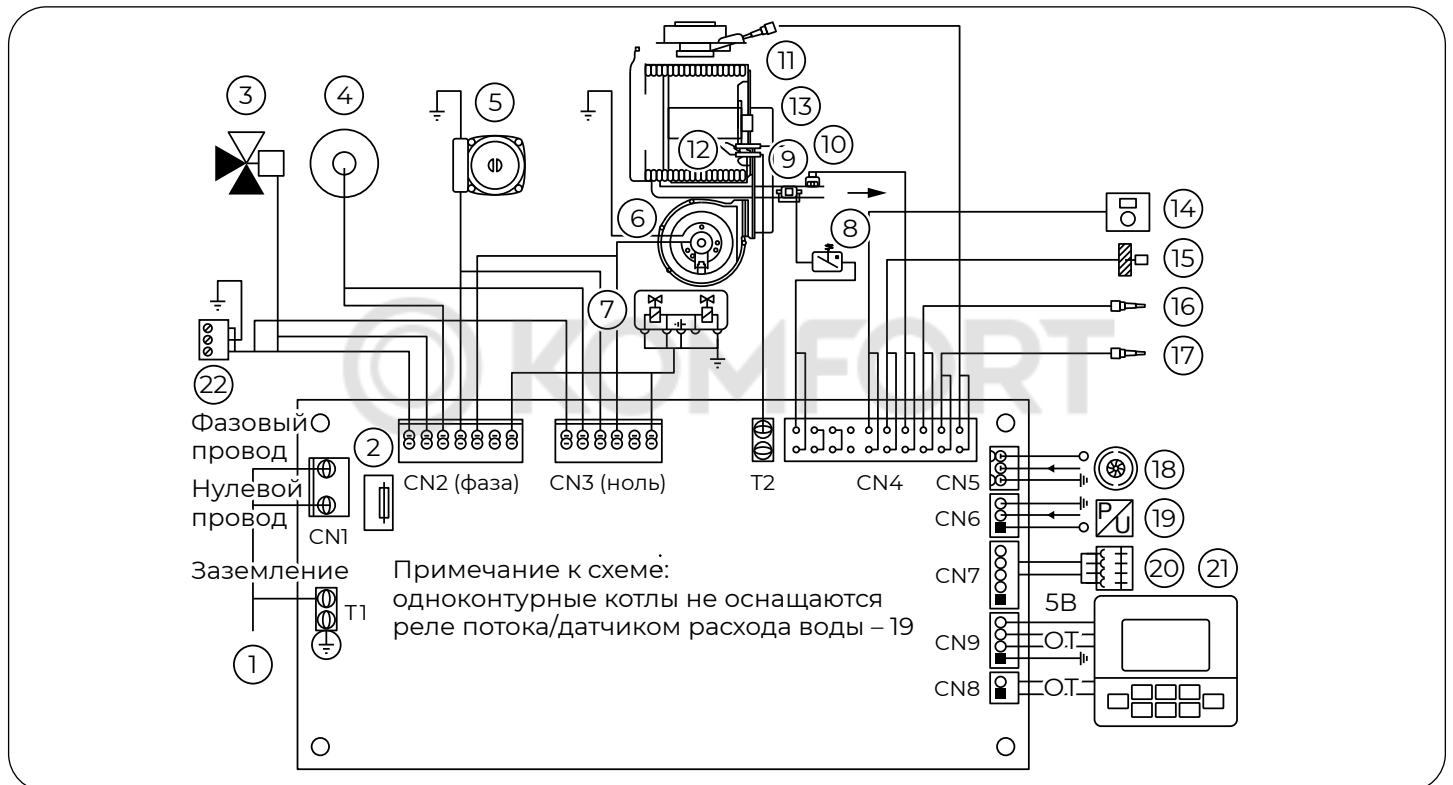 11
3
4
5
13
10
12
9
6
14
8
15
7
16
17
KOMFORT
22
Фазовый
провод
2
CN2 (фаза)
CN3 (ноль)
T2
CN4
CN5
18
Нулевой
провод
CN6
P/U
19
CN1
Заземление
Примечание к схеме:
одноконтурные котлы не оснащаются
реле потока/датчиком расхода воды – 19
CN7
20
21
5В
T1
CN9
О.Т
1
CN8
О.Т